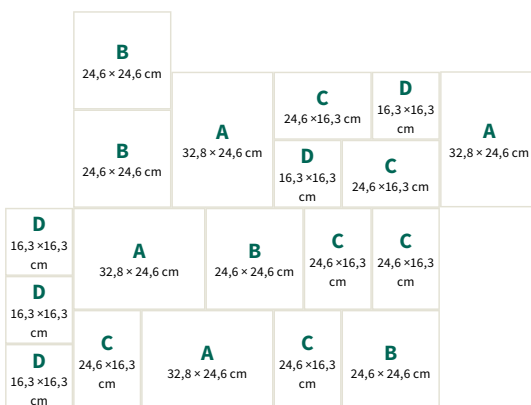 B
24,6 × 24,6 cm
B
24,6 × 24,6 cm
A
32,8 × 24,6 cm
C
24,6 ×16,3 cm
D
16,3 ×16,3
cm
D
16,3 ×16,3
cm
C
24,6 ×16,3 cm
A
32,8 × 24,6 cm
D
16,3 ×16,3
cm
D
16,3 ×16,3
cm
D
16,3 ×16,3
cm
A
32,8 × 24,6 cm
B
24,6 × 24,6 cm
C
24,6 ×16,3
cm
C
24,6 ×16,3
cm
C
24,6 ×16,3
cm
A
32,8 × 24,6 cm
C
24,6 ×16,3
cm
B
24,6 × 24,6 cm